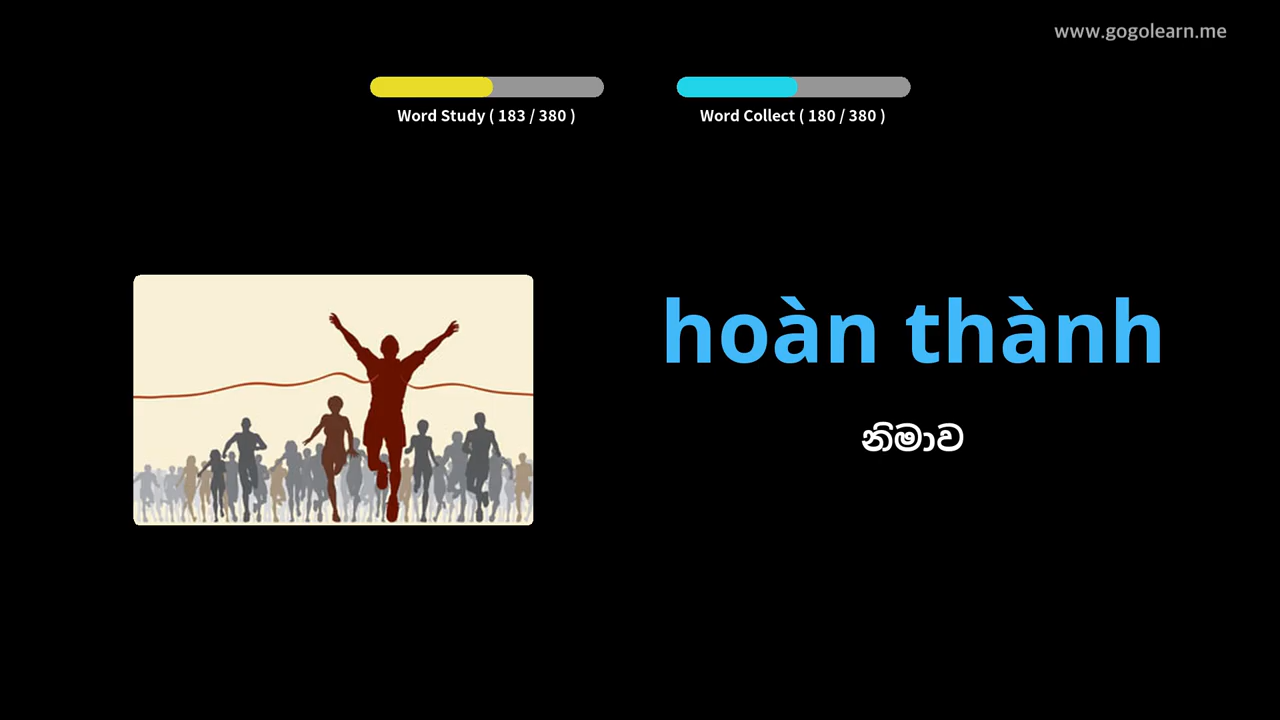 www.gogolearn.me
Word Study ( 183 / 380 )
Word Collect ( 180 / 380 )
hoàn thành
නිමාව